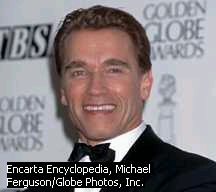 TBS
GOLDEN
GLOBE
AWARDS
GOLDEN
GLOBE
AWARDS
Encarta Encyclopedia, Michael
Ferguson/Globe Photos, Inc.